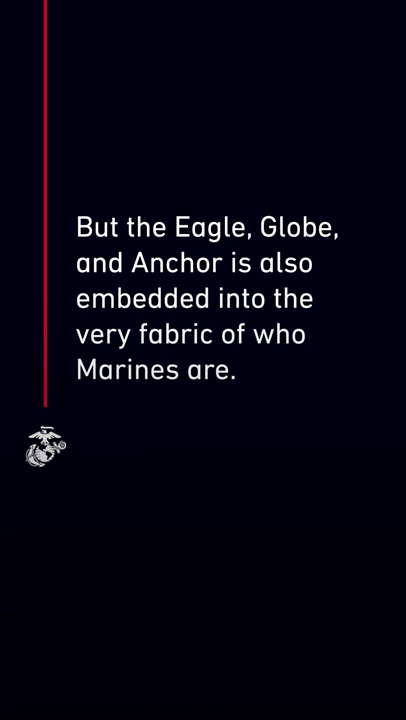 But the Eagle, Globe,
and Anchor is also
embedded into the
very fabric of who
Marines are.